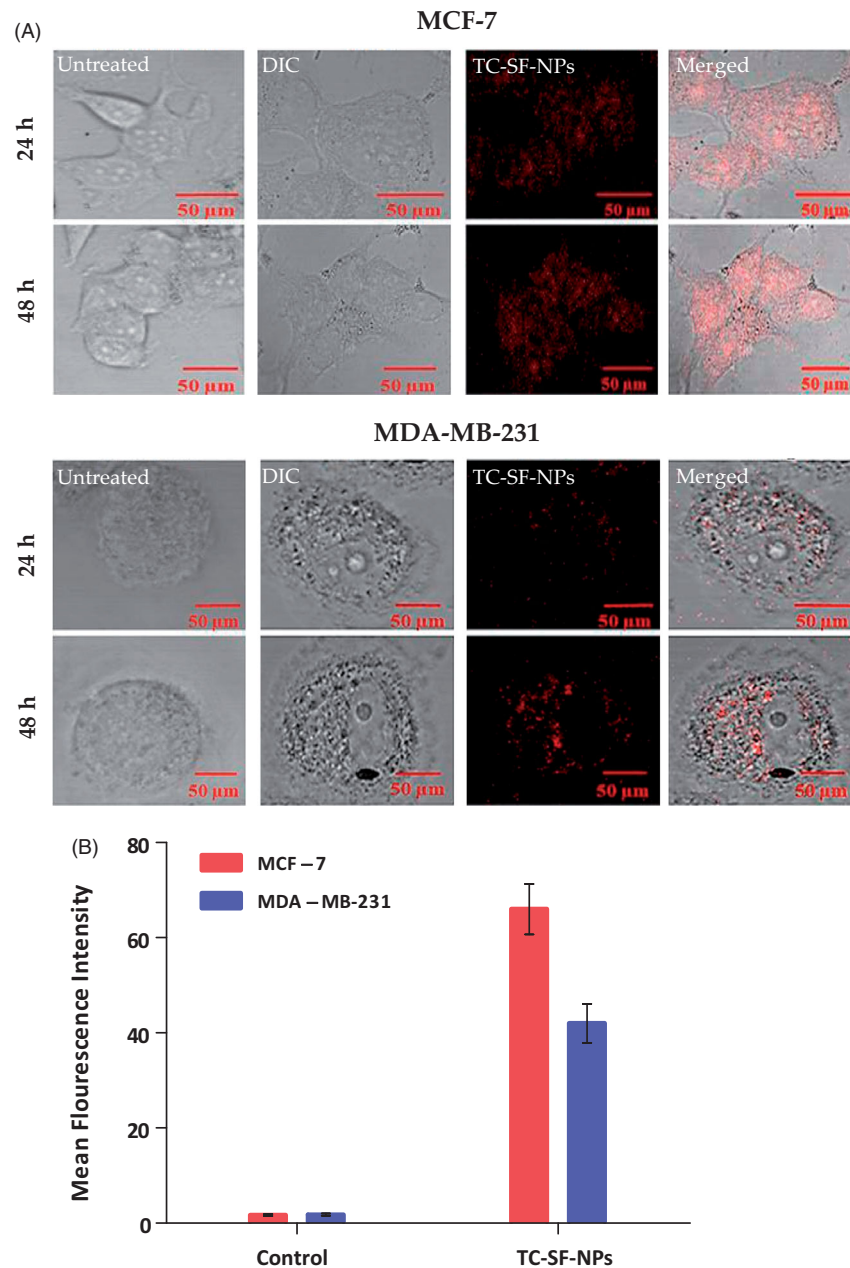 (A)
MCF-7
Untreated DIC TC-SF-NPs Merged
24 h
50 µm 50 µm 50 µm 50 µm
48 h
50 µm 50 µm 50 µm 50 µm
MDA-MB-231
Untreated DIC TC-SF-NPs Merged
24 h
50 µm 50 µm 50 µm 50 µm
48 h
50 µm 50 µm 50 µm 50 µm
(B)
80
MCF – 7
MDA – MB-231
60
40
20
0
Mean Flourescence Intensity
Control TC-SF-NPs